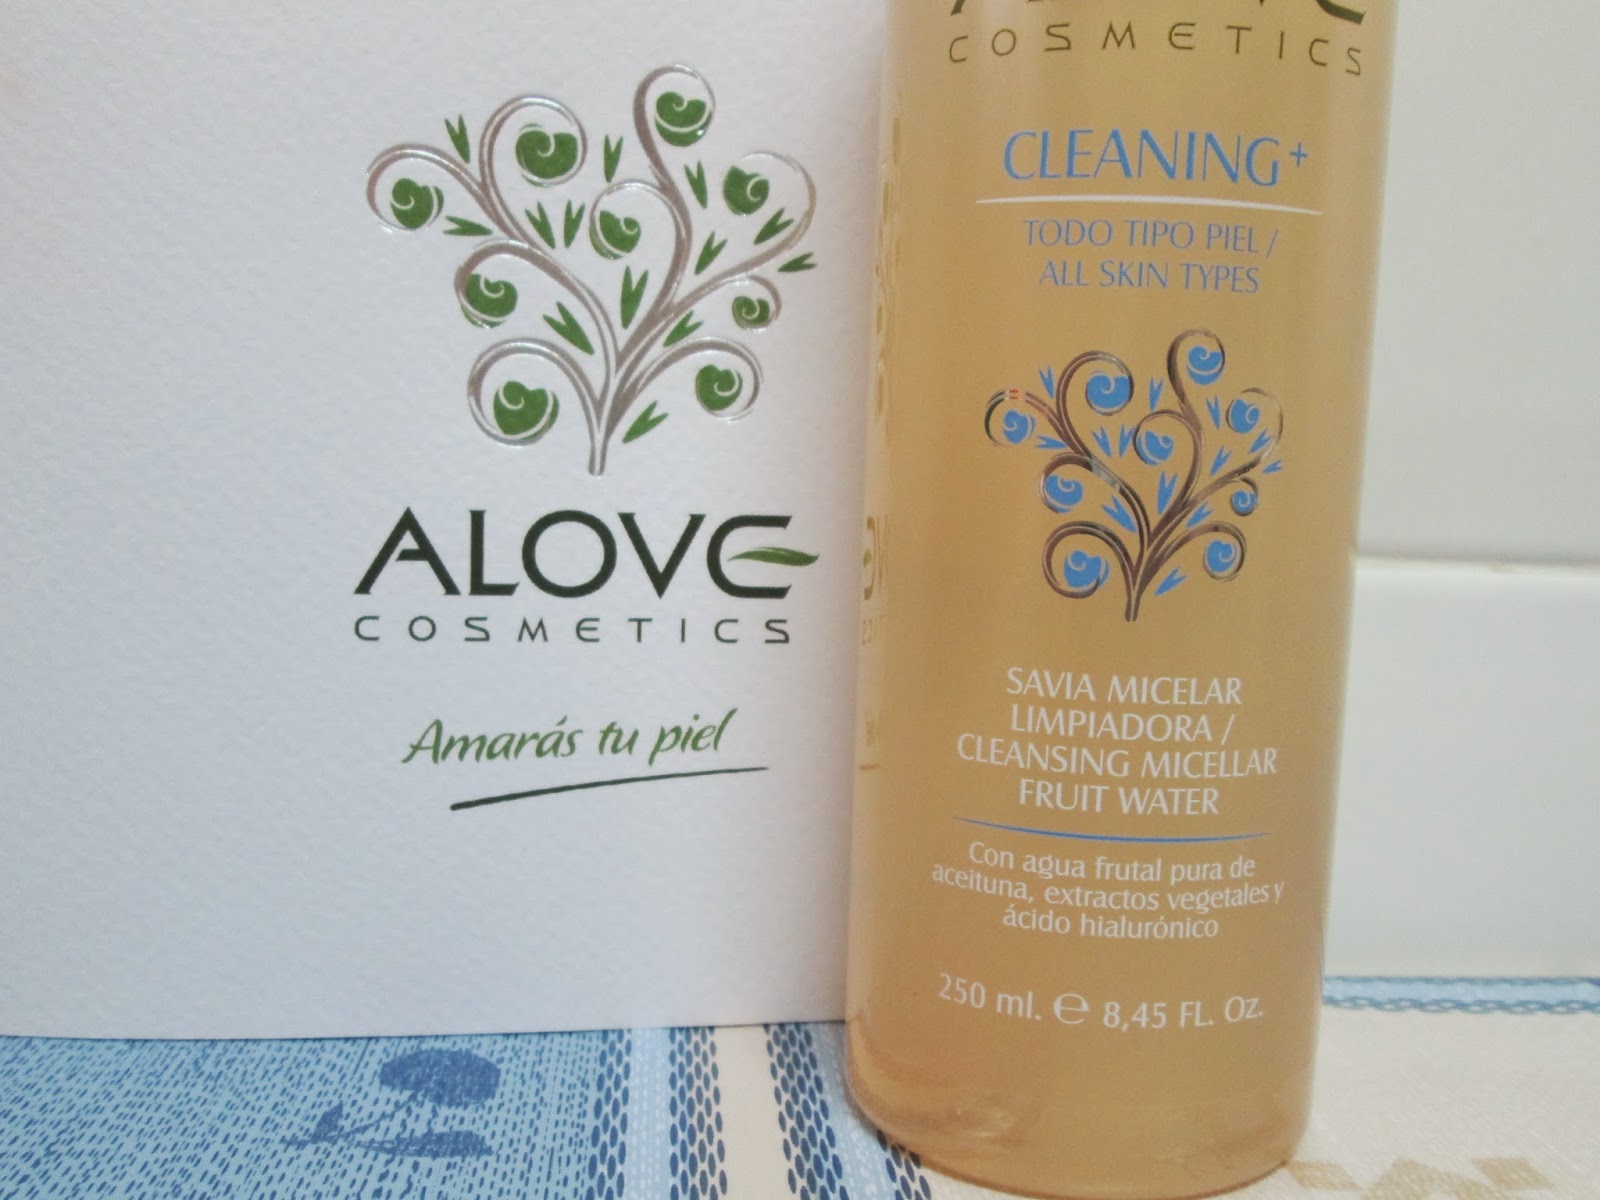 ALOVE
COSMETICS
Amarás tu piel
COSMETICS
CLEANING+
TODO TIPO PIEL /
ALL SKIN TYPES
SAVIA MICELAR
LIMPIADORA /
CLEANSING MICELLAR
FRUIT WATER
Con agua frutal pura de
aceituna, extractos vegetales y
ácido hialurónico
250 ml. ℮ 8,45 FL. Oz.